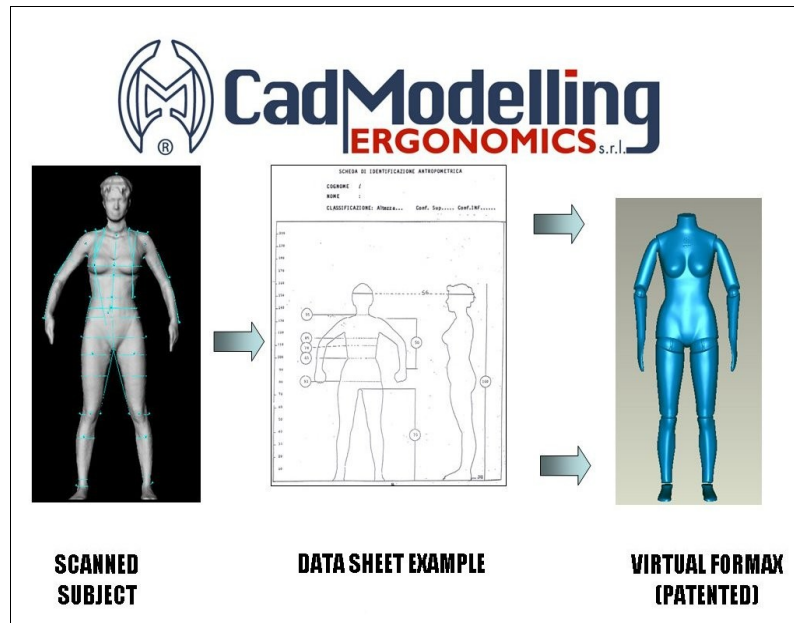 CadModelling
ERGONOMICS s.r.l.
®
SCHEDA DI IDENTIFICAZIONE ANTROPOMETRICA
COGNOME /
NOME :
CLASSIFICAZIONE: Altezza... Conf. Sup..... Conf.INF......
SCANNED
SUBJECT
DATA SHEET EXAMPLE
VIRTUAL FORMAX
(PATENTED)